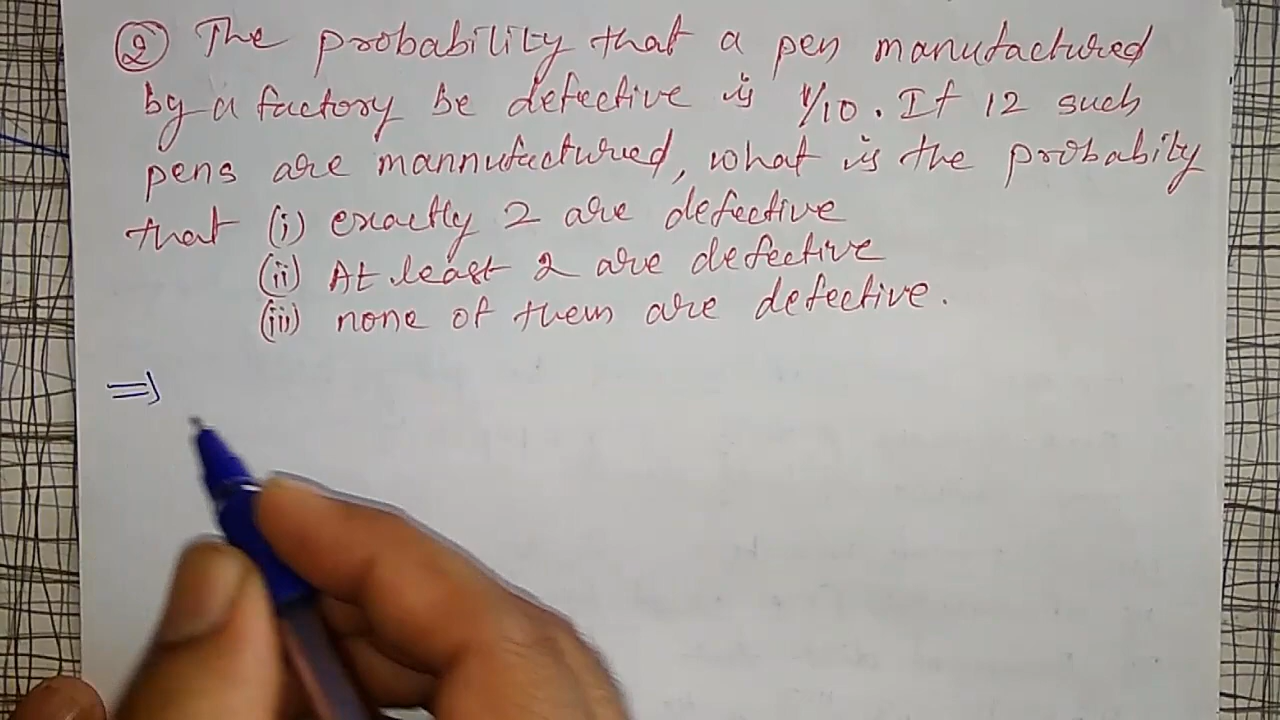 ② The probability that a pen manufactured
by a factory be defective is 1/10. If 12 such
pens are mannufactured, what is the probabity
that (i) exactly 2 are defective
(ii) At least 2 are defective
(iii) none of them are defective.
⇒